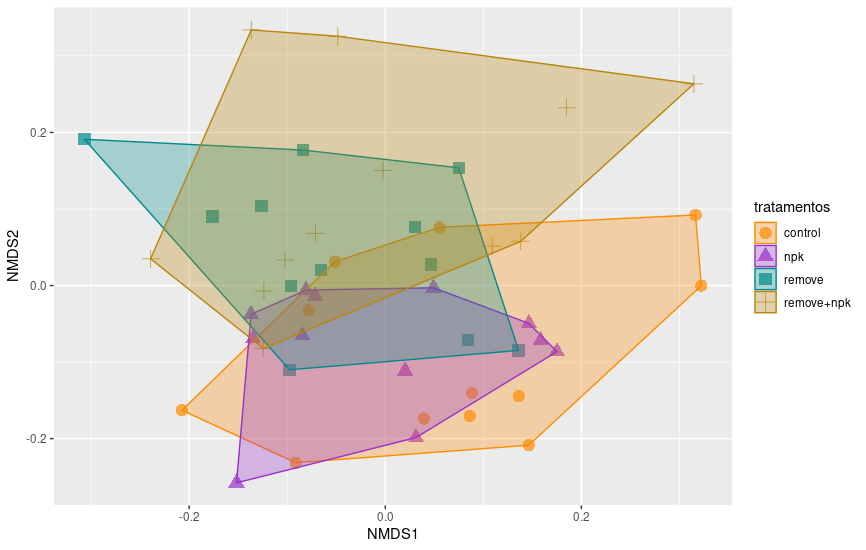 0.2
0.0
-0.2
NMDS2
-0.2
0.0
0.2
NMDS1
tratamentos
control
npk
remove
remove+npk